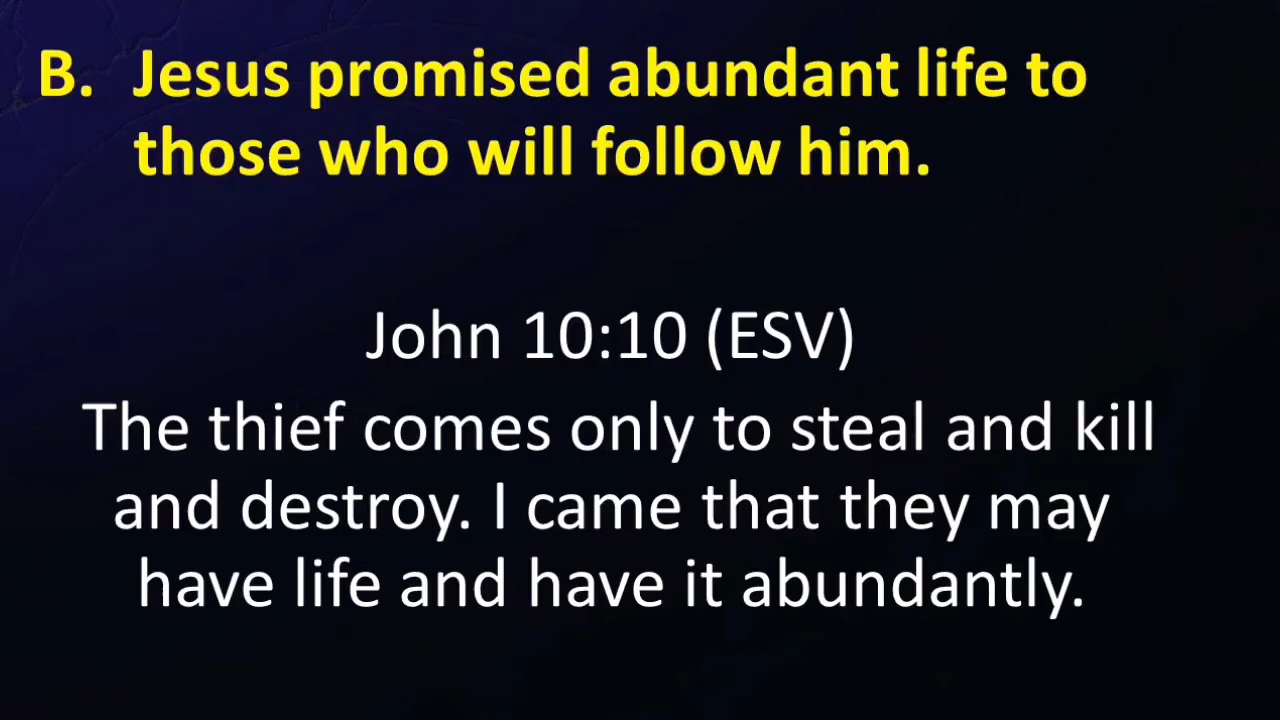 B. Jesus promised abundant life to
those who will follow him.
John 10:10 (ESV)
The thief comes only to steal and kill
and destroy. I came that they may
have life and have it abundantly.